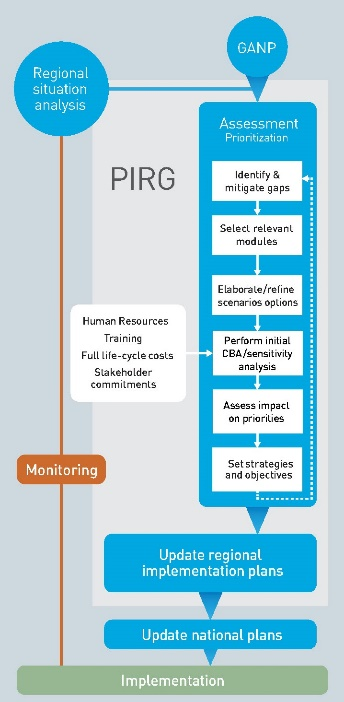 GANP
Regional
situation
analysis
Assessment
Prioritization
PIRG
Identify &
mitigate gaps
Select relevant
modules
Elaborate/refine
scenarios options
Human Resources
Training
Full life-cycle costs
Stakeholder
commitments
Perform initial
CBA/sensitivity
analysis
Assess impact
on priorities
Monitoring
Set strategies
and objectives
Update regional
implementation plans
Update national plans
Implementation